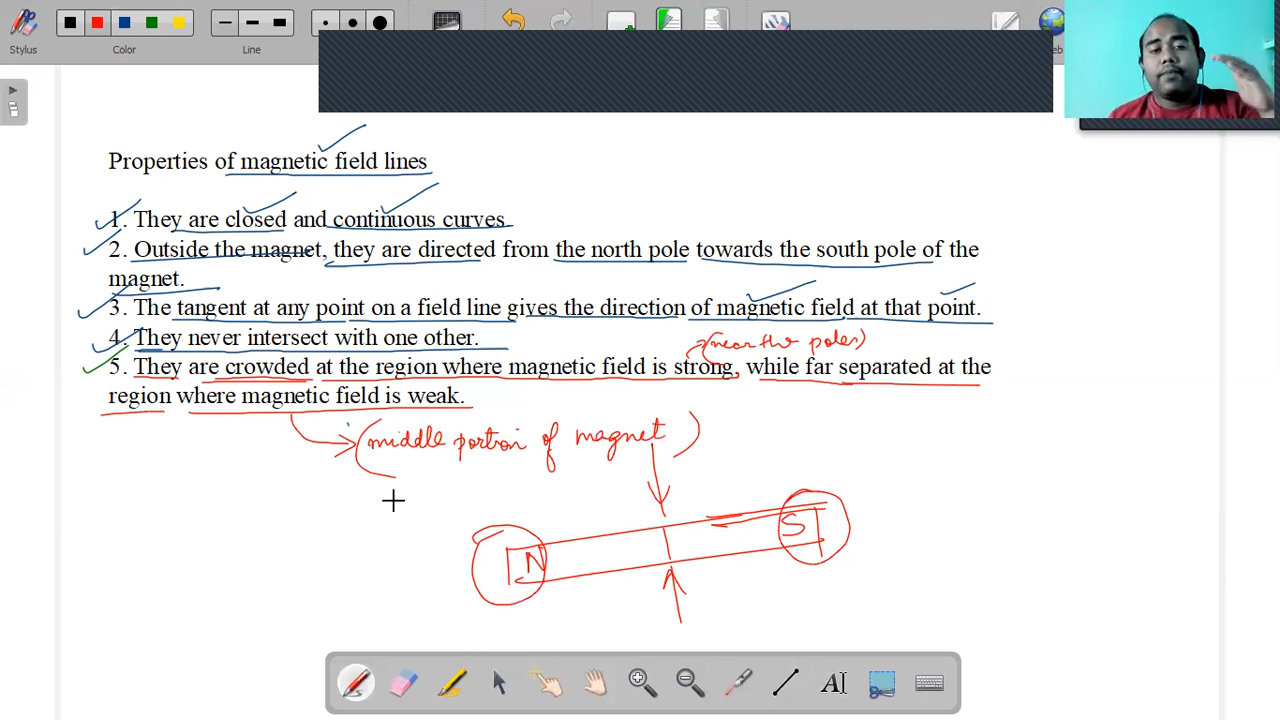 Stylus
Color
Line
Web
Properties of magnetic field lines
1. They are closed and continuous curves
2. Outside the magnet, they are directed from the north pole towards the south pole of the
magnet.
3. The tangent at any point on a field line gives the direction of magnetic field at that point.
4. They never intersect with one other.
(near the poles)
5. They are crowded at the region where magnetic field is strong, while far separated at the
region where magnetic field is weak.
(middle portion of magnet)
S
N